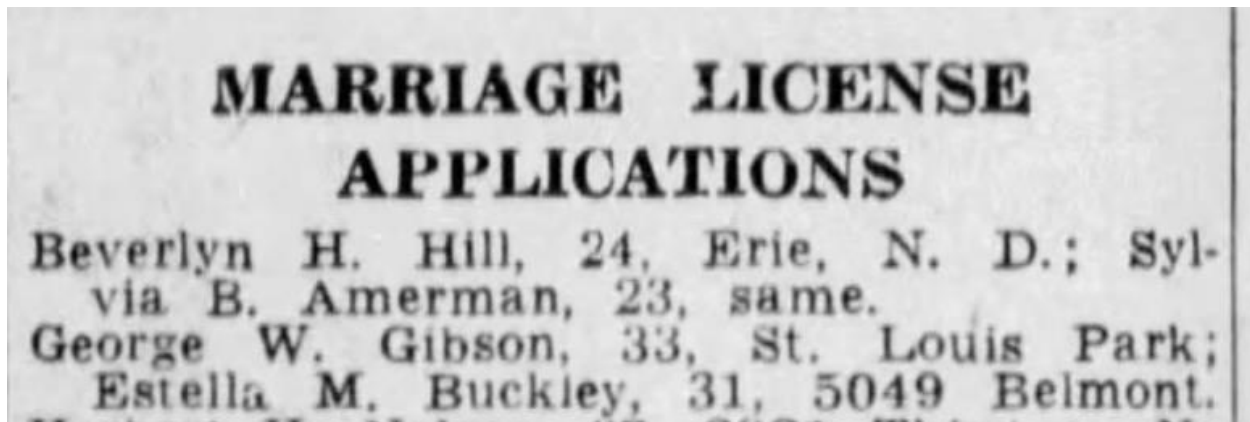 MARRIAGE LICENSE
APPLICATIONS
Beverlyn H. Hill, 24, Erie, N. D.; Syl-
via B. Amerman, 23, same.
George W. Gibson, 33, St. Louis Park;
Estella M. Buckley, 31, 5049 Belmont.